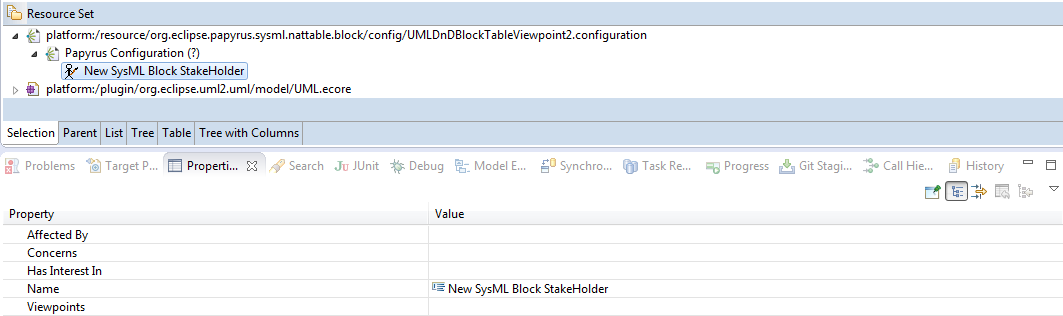 Resource Set
platform:/resource/org.eclipse.papyrus.sysml.nattable.block/config/UMLDnDBlockTableViewpoint2.configuration
Papyrus Configuration (?)
New SysML Block StakeHolder
platform:/plugin/org.eclipse.uml2.uml/model/UML.ecore
Selection Parent List Tree Table Tree with Columns
Problems Target P... Properti... Search Ju JUnit Debug Model E... Synchro... Task Re... Progress Git Stagi... Call Hie... History
Property Value
Affected By
Concerns
Has Interest In
Name New SysML Block StakeHolder
Viewpoints